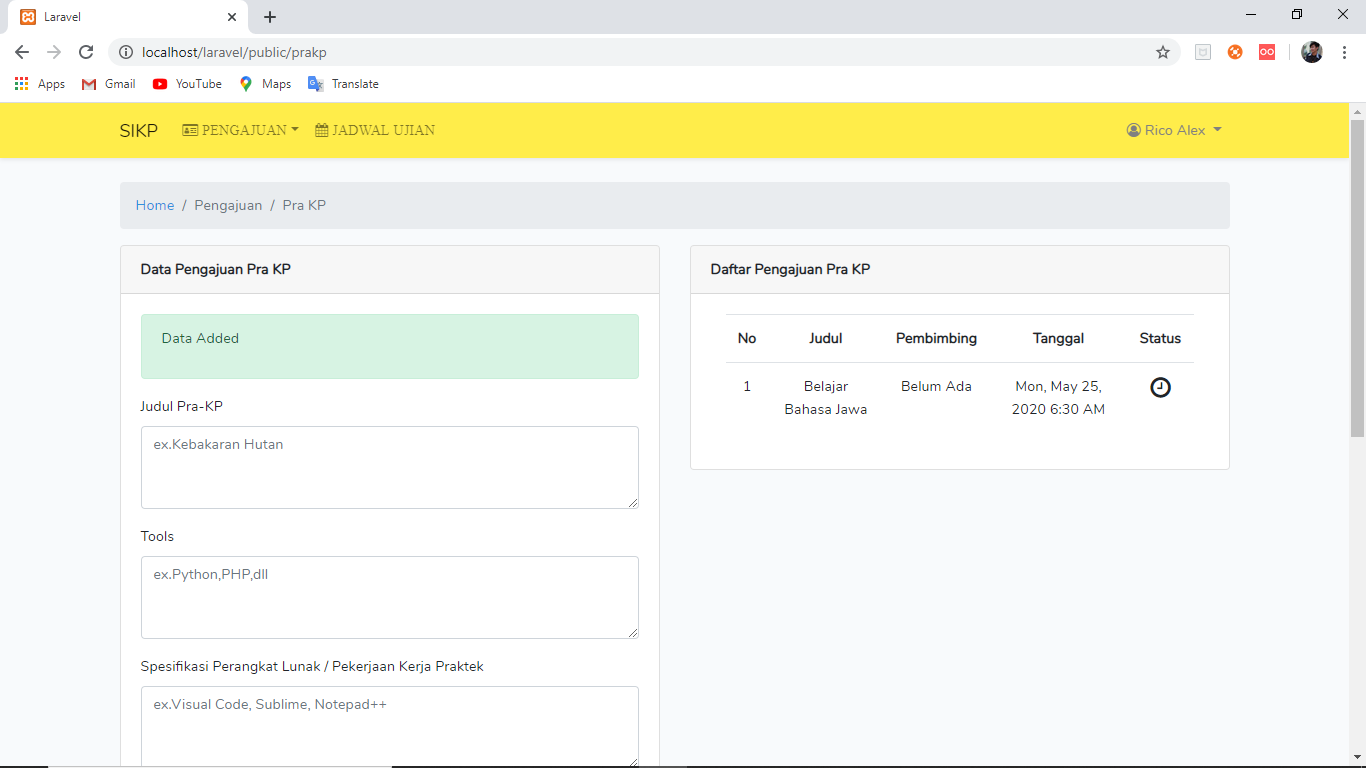 Laravel
localhost/laravel/public/prakp
Apps Gmail YouTube Maps Translate
SIKP PENGAJUAN JADWAL UJIAN Rico Alex
Home / Pengajuan / Pra KP
Data Pengajuan Pra KP
Data Added
Judul Pra-KP
ex.Kebakaran Hutan
Tools
ex.Python,PHP,dll
Spesifikasi Perangkat Lunak / Pekerjaan Kerja Praktek
ex.Visual Code, Sublime, Notepad++
Daftar Pengajuan Pra KP
No Judul Pembimbing Tanggal Status
1 Belajar Belum Ada Mon, May 25,
Bahasa Jawa 2020 6:30 AM